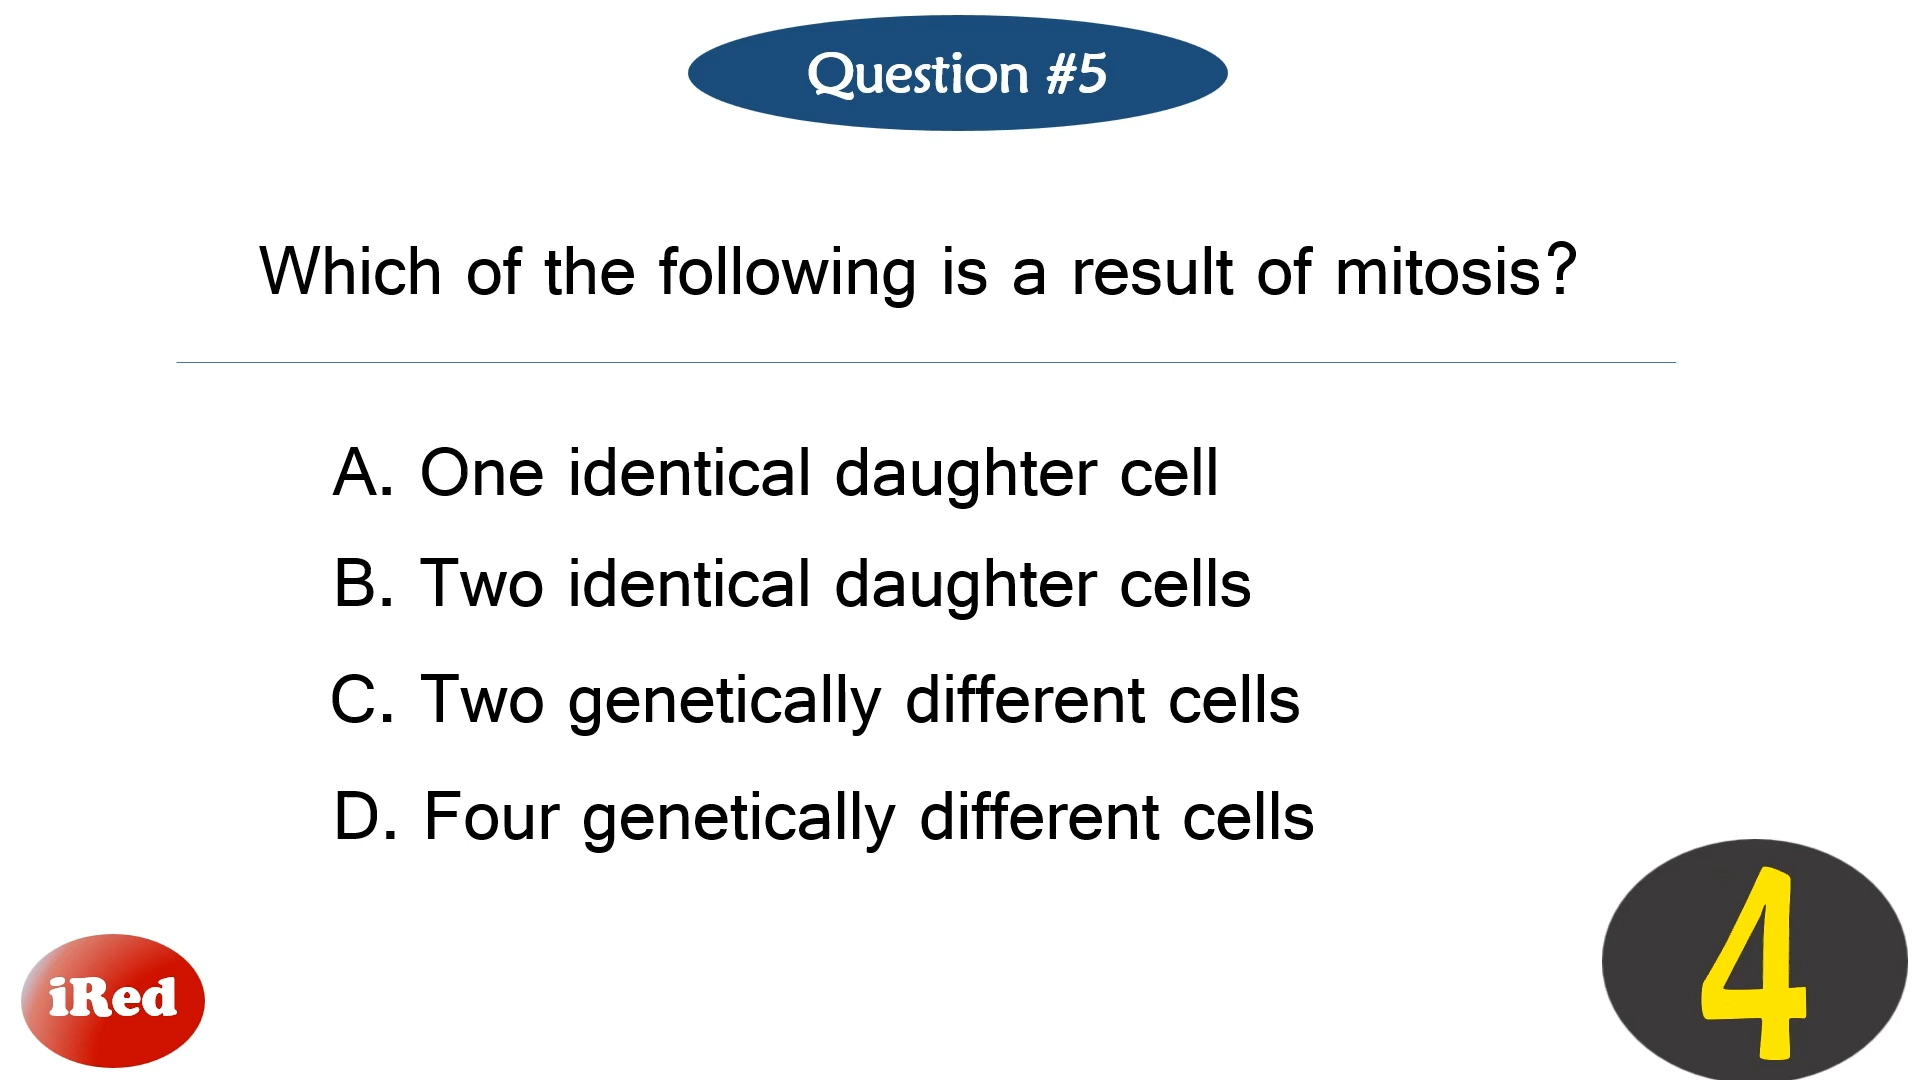 Question #5
Which of the following is a result of mitosis?
A. One identical daughter cell
B. Two identical daughter cells
C. Two genetically different cells
D. Four genetically different cells
iRed
4